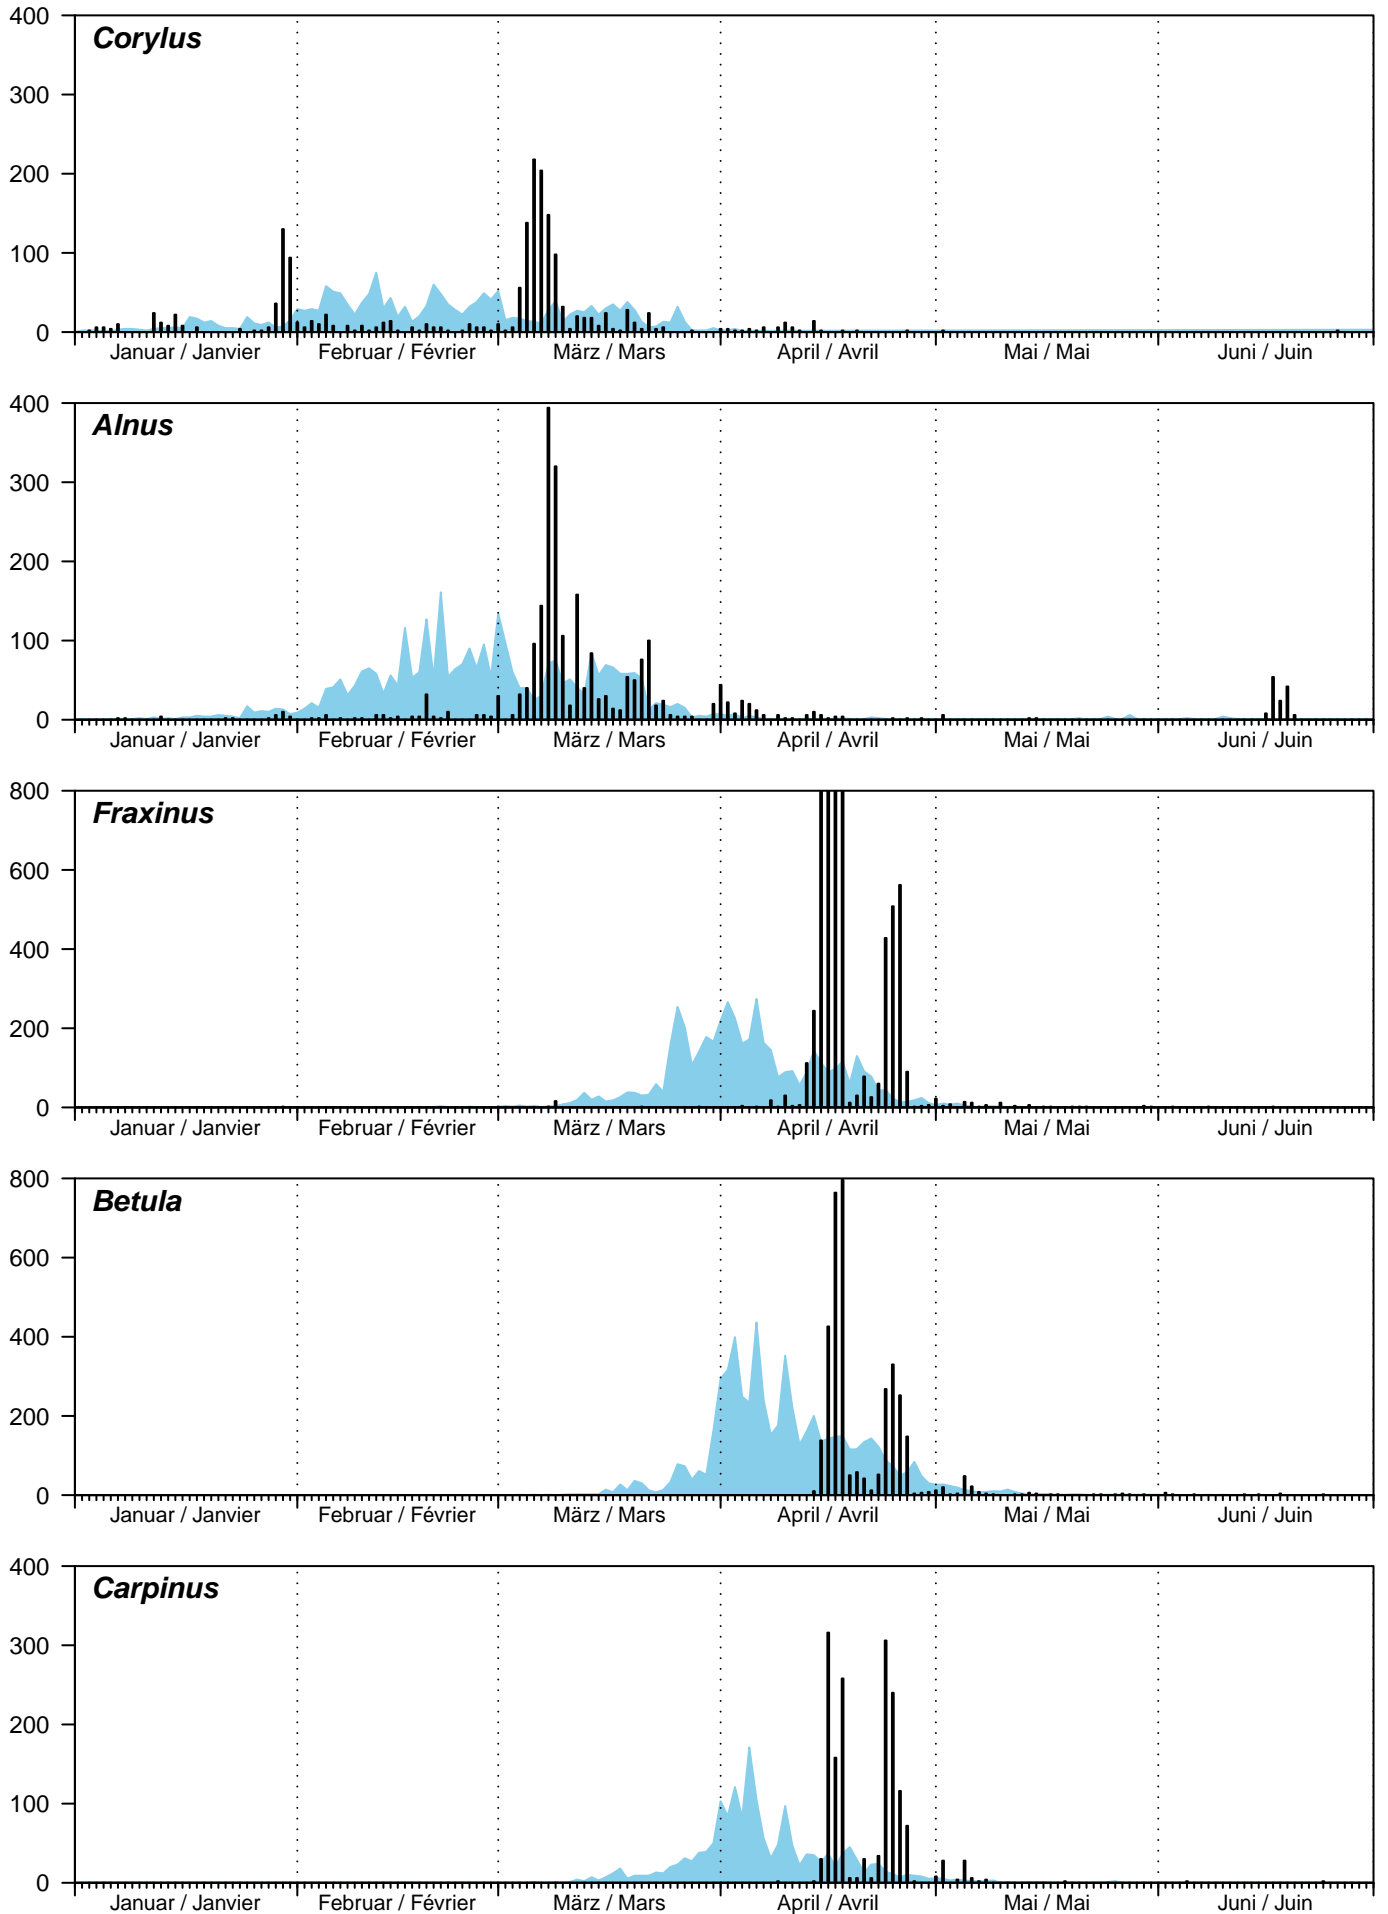 400
Corylus
300
200
100
0
Januar / Janvier Februar / Février März / Mars April / Avril Mai / Mai Juni / Juin
400
Alnus
300
200
100
0
Januar / Janvier Februar / Février März / Mars April / Avril Mai / Mai Juni / Juin
800
Fraxinus
600
400
200
0
Januar / Janvier Februar / Février März / Mars April / Avril Mai / Mai Juni / Juin
800
Betula
600
400
200
0
Januar / Janvier Februar / Février März / Mars April / Avril Mai / Mai Juni / Juin
400
Carpinus
300
200
100
0
Januar / Janvier Februar / Février März / Mars April / Avril Mai / Mai Juni / Juin